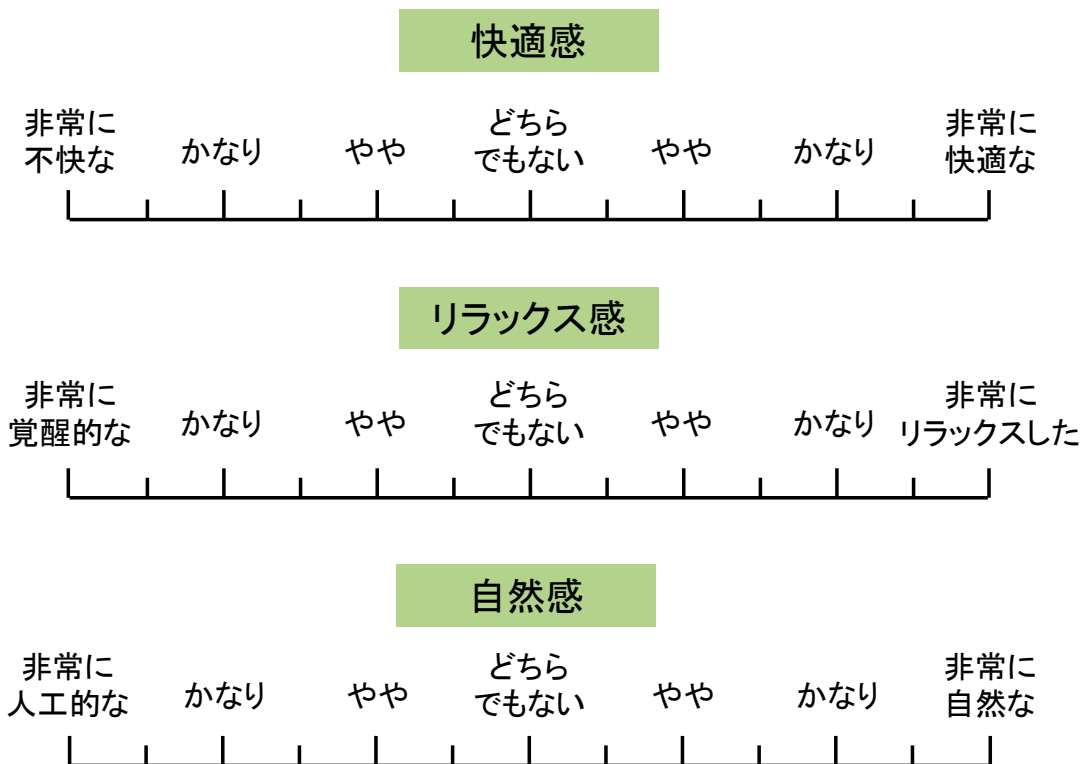 快適感
非常に
不快な
かなり
やや
どちら
でもない
やや
かなり
非常に
快適な
リラックス感
非常に
覚醒的な
かなり
やや
どちら
でもない
やや
かなり
非常に
リラックスした
自然感
非常に
人工的な
かなり
やや
どちら
でもない
やや
かなり
非常に
自然な